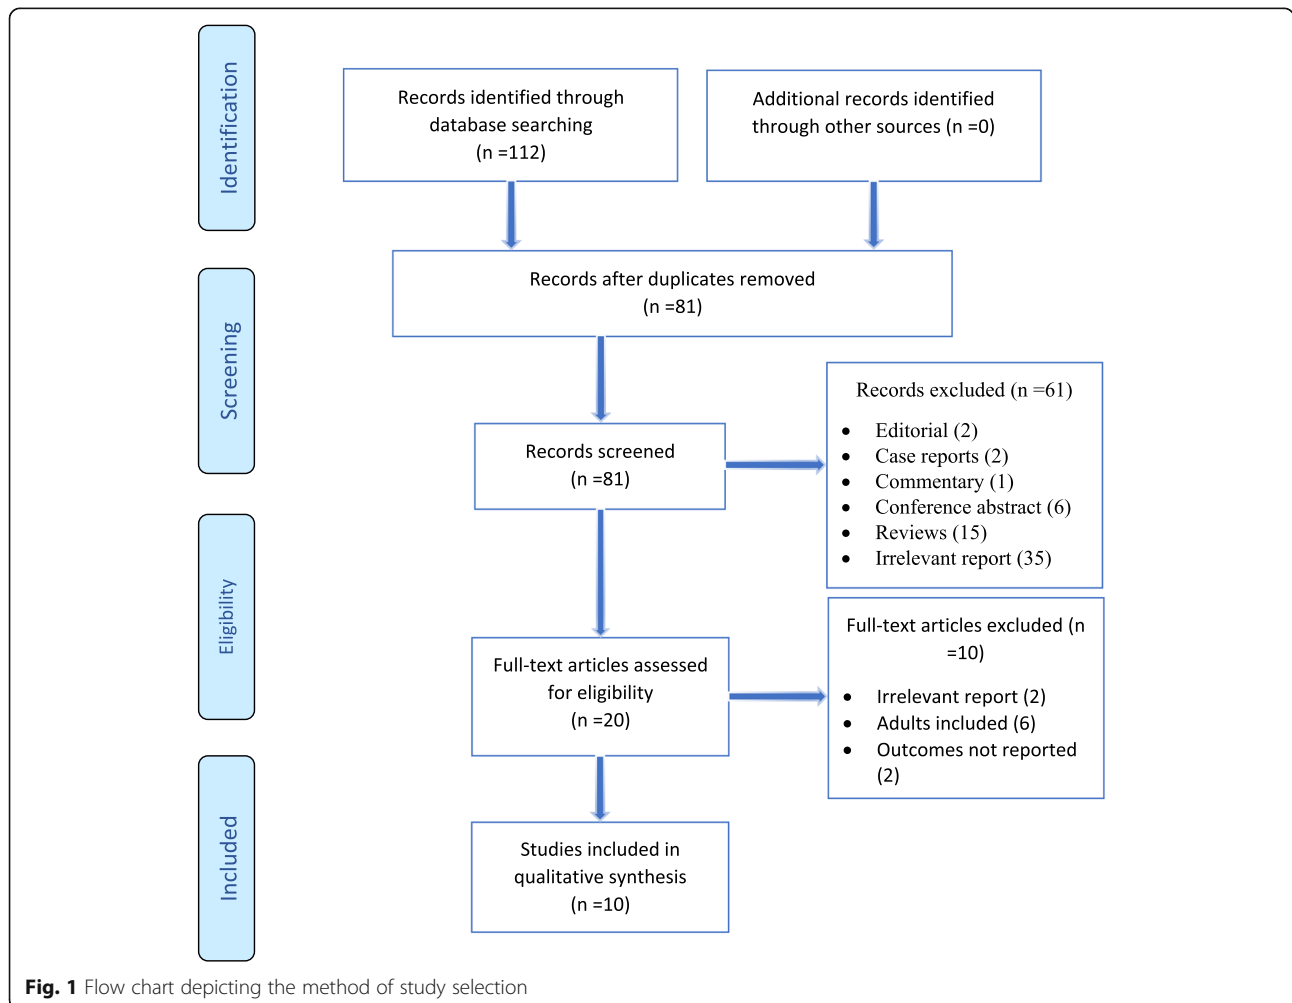 Identification
Records identified through
database searching
(n =112)
Additional records identified
through other sources (n =0)
Records after duplicates removed
(n =81)
Screening
Records screened
(n =81)
Records excluded (n =61)
• Editorial (2)
• Case reports (2)
• Commentary (1)
• Conference abstract (6)
• Reviews (15)
• Irrelevant report (35)
Eligibility
Full-text articles assessed
for eligibility
(n =20)
Full-text articles excluded (n
=10)
• Irrelevant report (2)
• Adults included (6)
• Outcomes not reported
(2)
Included
Studies included in
qualitative synthesis
(n =10)
Fig. 1 Flow chart depicting the method of study selection